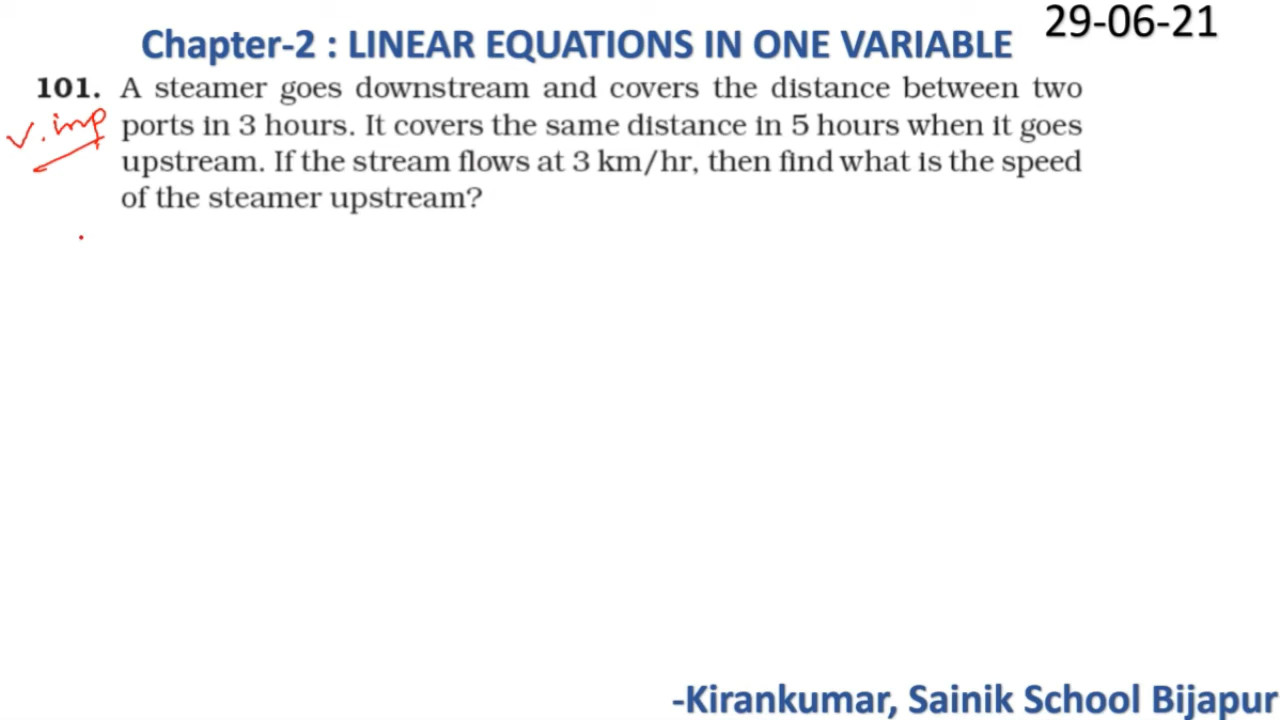 29-06-21
Chapter-2 : LINEAR EQUATIONS IN ONE VARIABLE
101. A steamer goes downstream and covers the distance between two
v. imp ports in 3 hours. It covers the same distance in 5 hours when it goes
upstream. If the stream flows at 3 km/hr, then find what is the speed
of the steamer upstream?
-Kirankumar, Sainik School Bijapur